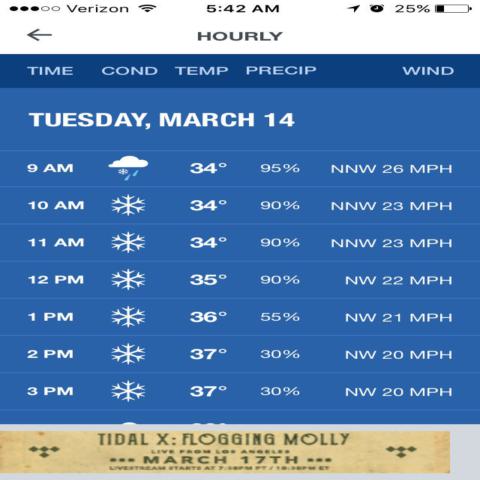 Verizon 5:42 AM 25%
HOURLY
TIME COND TEMP PRECIP WIND
TUESDAY, MARCH 14
9 AM 34° 95% NNW 26 MPH
10 AM 34° 90% NNW 23 MPH
11 AM 34° 90% NNW 23 MPH
12 PM 35° 90% NW 22 MPH
1 PM 36° 55% NW 21 MPH
2 PM 37° 30% NW 20 MPH
3 PM 37° 30% NW 20 MPH
TIDAL X: FLOGGING MOLLY
LIVE FROM LOS ANGELES
MARCH 17TH
LIVESTREAM STARTS AT 7:30PM PT / 10:30PM ET